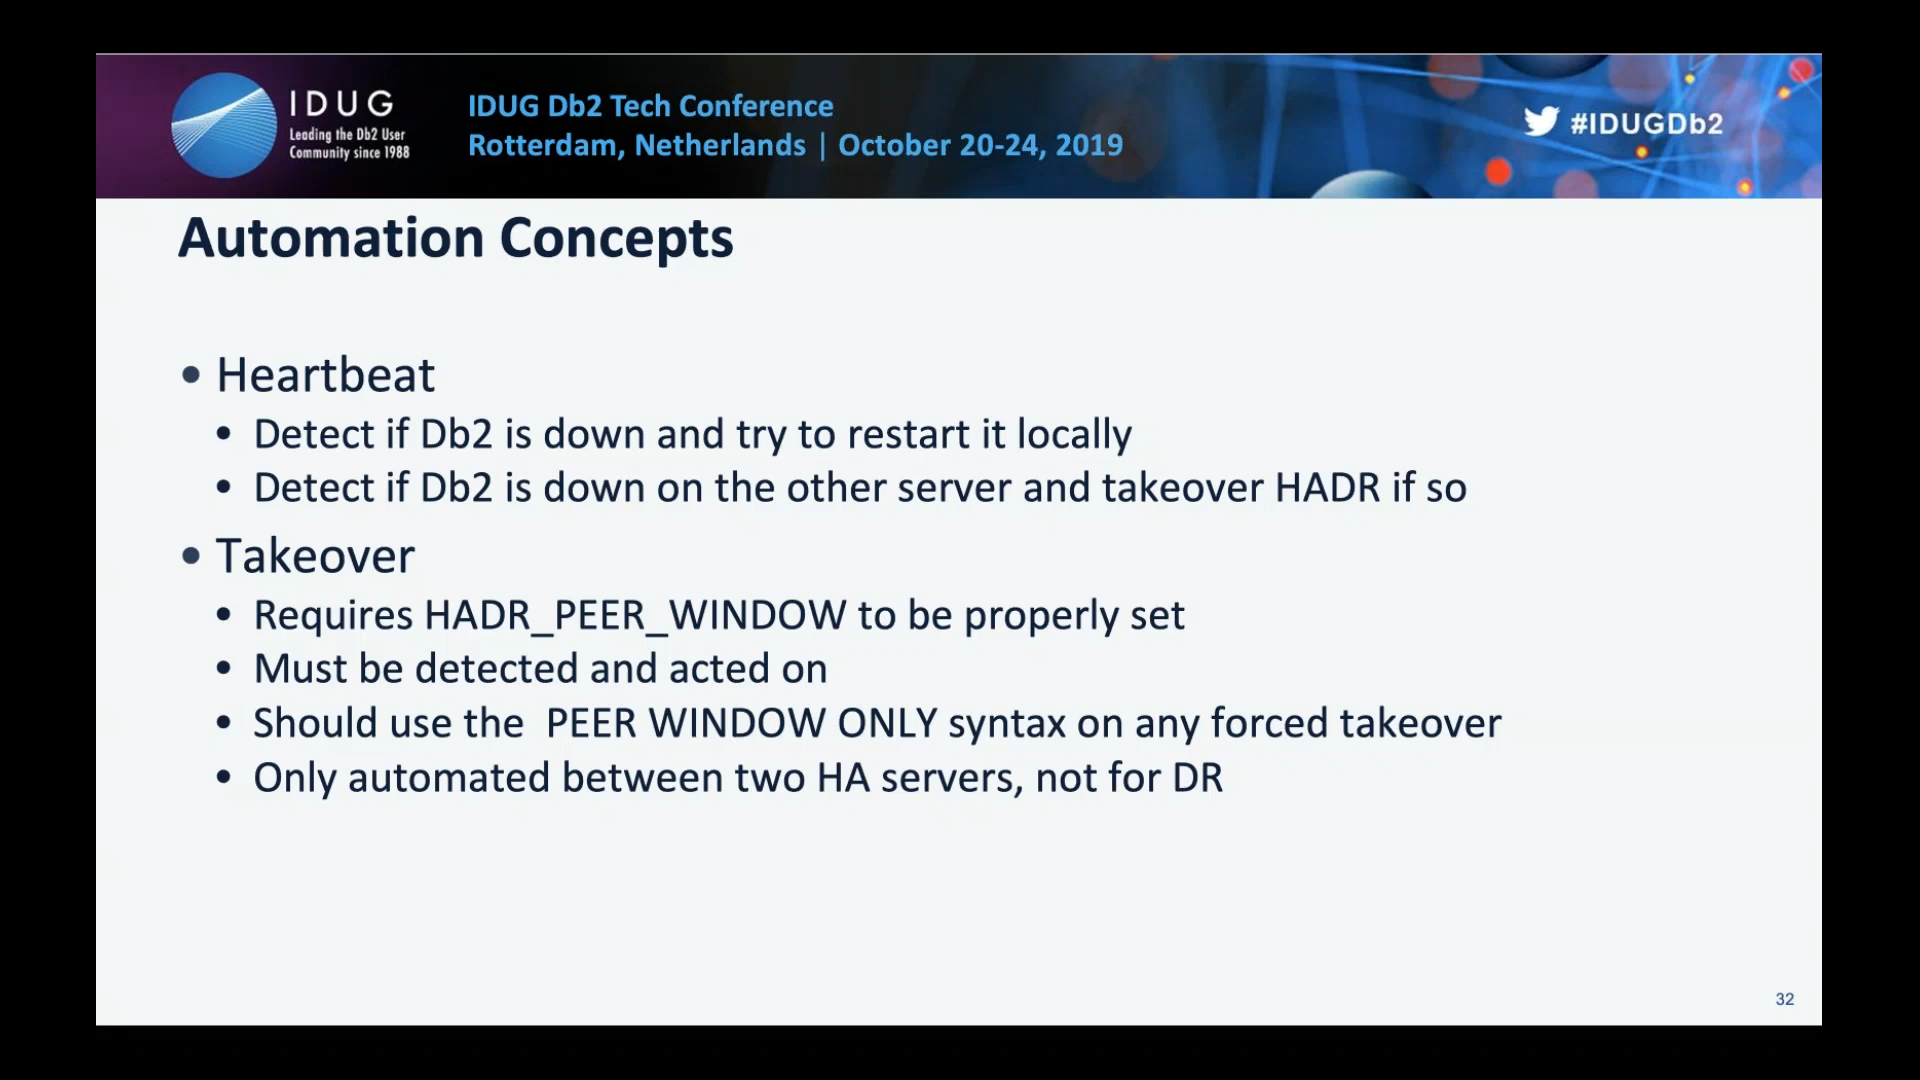 IDUG
Leading the Db2 User
Community since 1988
IDUG Db2 Tech Conference
Rotterdam, Netherlands | October 20-24, 2019
#IDUGDb2
Automation Concepts
• Heartbeat
• Detect if Db2 is down and try to restart it locally
• Detect if Db2 is down on the other server and takeover HADR if so
• Takeover
• Requires HADR_PEER_WINDOW to be properly set
• Must be detected and acted on
• Should use the  PEER WINDOW ONLY syntax on any forced takeover
• Only automated between two HA servers, not for DR
32